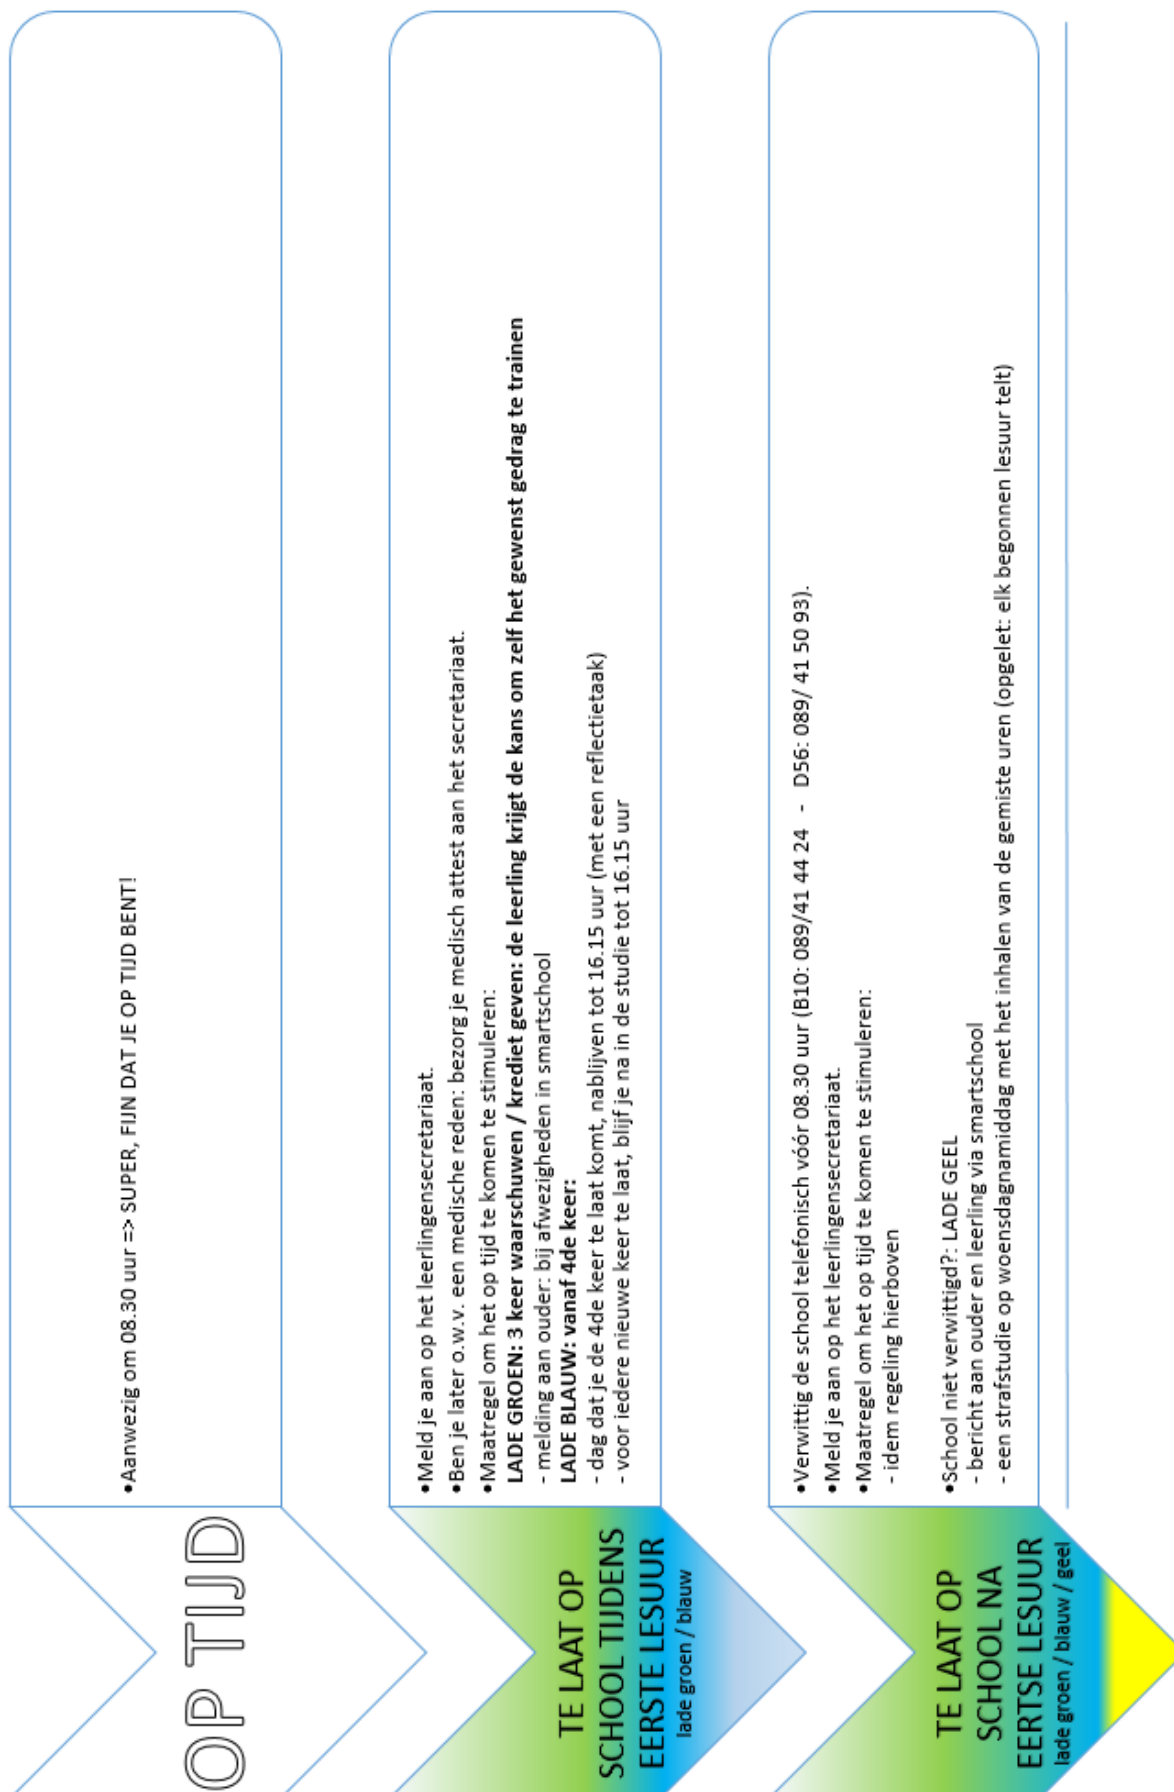 OP TIJD
•Aanwezig om 08.30 uur => SUPER, FIJN DAT JE OP TIJD BENT!
TE LAAT OP
SCHOOL TIJDENS
EERSTE LESUUR
lade groen / blauw
•Meld je aan op het leerlingensecretariaat.
•Ben je later o.w.v. een medische reden: bezorg je medisch attest aan het secretariaat.
•Maatregel om het op tijd te komen te stimuleren:
LADE GROEN: 3 keer waarschuwen / krediet geven: de leerling krijgt de kans om zelf het gewenst gedrag te trainen
- melding aan ouder: bij afwezigheden in smartschool
LADE BLAUW: vanaf 4de keer:
- dag dat je de 4de keer te laat komt, nablijven tot 16.15 uur (met een reflectietaak)
- voor iedere nieuwe keer te laat, blijf je na in de studie tot 16.15 uur
TE LAAT OP
SCHOOL NA
EERTSE LESUUR
lade groen / blauw / geel
•Verwittig de school telefonisch vóór 08.30 uur (B10: 089/41 44 24 - D56: 089/ 41 50 93).
•Meld je aan op het leerlingensecretariaat.
•Maatregel om het op tijd te komen te stimuleren:
- idem regeling hierboven
•School niet verwittigd?: LADE GEEL
- bericht aan ouder en leerling via smartschool
- een strafstudie op woensdagnamiddag met het inhalen van de gemiste uren (opgelet: elk begonnen lesuur telt)